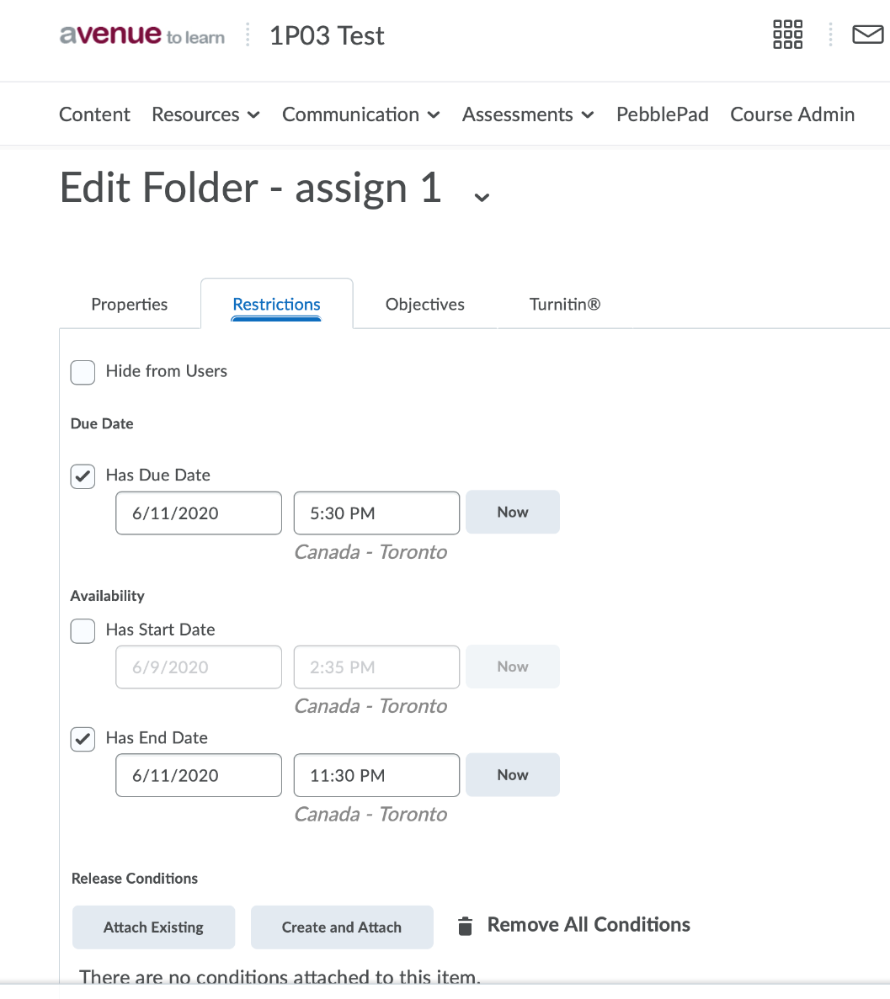 avenue to learn 1P03 Test
Content Resources Communication Assessments PebblePad Course Admin
Edit Folder - assign 1
Properties Restrictions Objectives Turnitin®
Hide from Users
Due Date
Has Due Date
6/11/2020 5:30 PM Now
Canada - Toronto
Availability
Has Start Date
6/9/2020 2:35 PM Now
Canada - Toronto
Has End Date
6/11/2020 11:30 PM Now
Canada - Toronto
Release Conditions
Attach Existing Create and Attach Remove All Conditions
There are no conditions attached to this item.